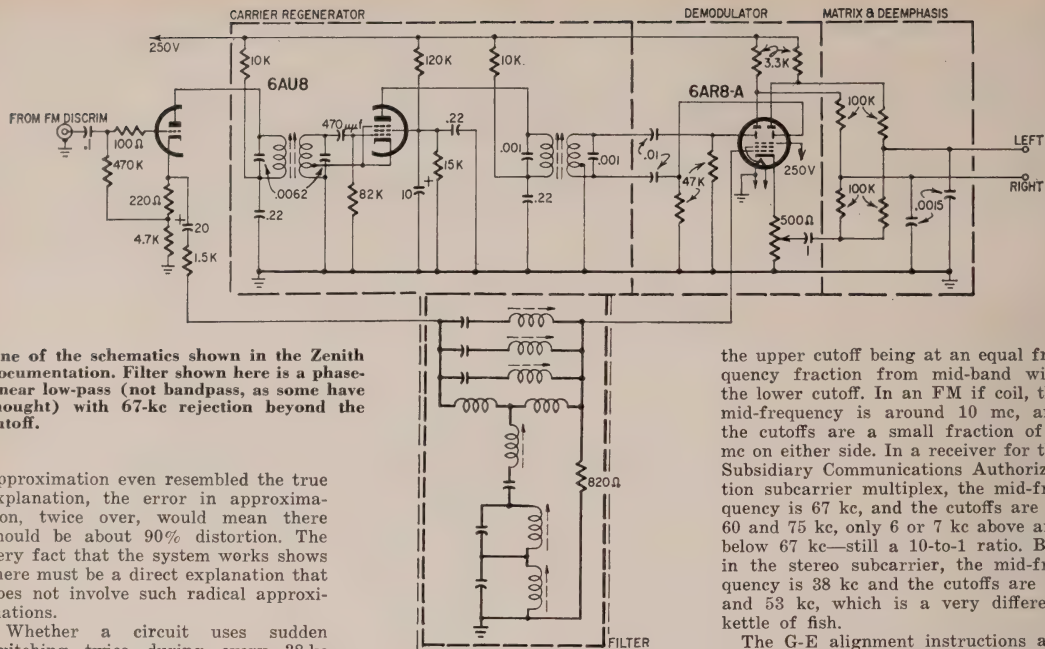 CARRIER REGENERATOR
DEMODULATOR
MATRIX & DEEMPHASIS
250V
10K
6AU8
120K
10K.
3.3K
6AR8-A
100K
FROM FM DISCRIM
.1
100Ω
470K
470μμf
.22
15K
.001
.001
.01
47K
250V
LEFT
RIGHT
220Ω
20
4.7K
1.5K
.0062
.22
82K
10
.22
500Ω
.1
100K
.0015
820Ω
FILTER
ne of the schematics shown in the Zenith
ocumentation. Filter shown here is a phase-
near low-pass (not bandpass, as some have
hought) with 67-kc rejection beyond the
utoff.
pproximation even resembled the true
xplanation, the error in approxima-
on, twice over, would mean there
hould be about 90% distortion. The
ery fact that the system works shows
here must be a direct explanation that
oes not involve such radical approxi-
ations.
Whether a circuit uses sudden
the upper cutoff being at an equal fre
quency fraction from mid-band wi
the lower cutoff. In an FM if coil, t
mid-frequency is around 10 mc, a
the cutoffs are a small fraction of
mc on either side. In a receiver for t
Subsidiary Communications Authoriz
tion subcarrier multiplex, the mid-fr
quency is 67 kc, and the cutoffs are
60 and 75 kc, only 6 or 7 kc above a
below 67 kc—still a 10-to-1 ratio. B
in the stereo subcarrier, the mid-fr
quency is 38 kc and the cutoffs are
and 53 kc, which is a very differe
kettle of fish.
The G-E alignment instructions a